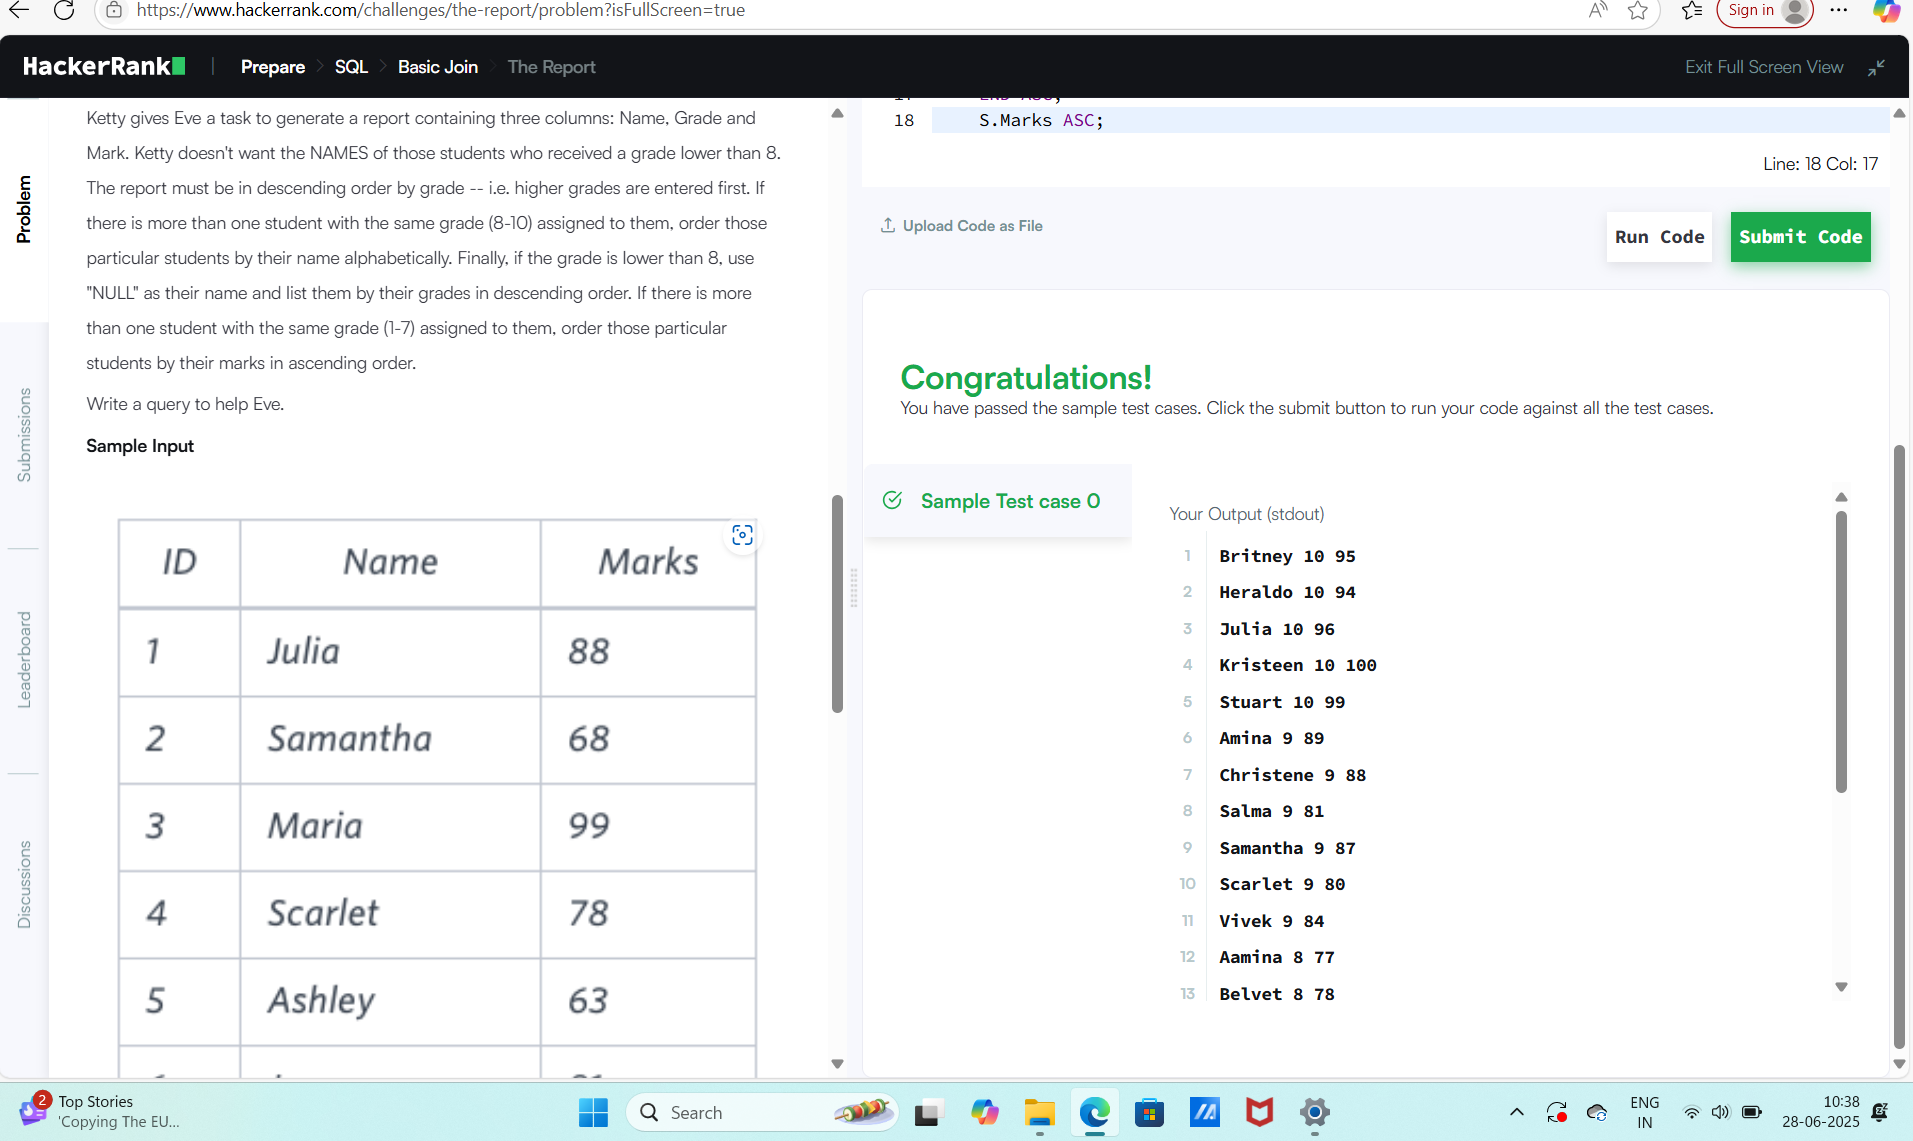 https://www.hackerrank.com/challenges/the-report/problem?isFullScreen=true
Sign in
HackerRank
Prepare
SQL
Basic Join
The Report
Exit Full Screen View
Problem
Submissions
Leaderboard
Discussions
Ketty gives Eve a task to generate a report containing three columns: Name, Grade and
Mark. Ketty doesn't want the NAMES of those students who received a grade lower than 8.
The report must be in descending order by grade -- i.e. higher grades are entered first. If
there is more than one student with the same grade (8-10) assigned to them, order those
particular students by their name alphabetically. Finally, if the grade is lower than 8, use
"NULL" as their name and list them by their grades in descending order. If there is more
than one student with the same grade (1-7) assigned to them, order those particular
students by their marks in ascending order.
Write a query to help Eve.
Sample Input
ID Name Marks
1 Julia 88
2 Samantha 68
3 Maria 99
4 Scarlet 78
5 Ashley 63
18 S.Marks ASC;
Line: 18 Col: 17
Upload Code as File
Run Code
Submit Code
Congratulations!
You have passed the sample test cases. Click the submit button to run your code against all the test cases.
Sample Test case 0
Your Output (stdout)
1 Britney 10 95
2 Heraldo 10 94
3 Julia 10 96
4 Kristeen 10 100
5 Stuart 10 99
6 Amina 9 89
7 Christene 9 88
8 Salma 9 81
9 Samantha 9 87
10 Scarlet 9 80
11 Vivek 9 84
12 Aamina 8 77
13 Belvet 8 78
2
Top Stories
'Copying The EU...
Search
ENG
IN
10:38
28-06-2025